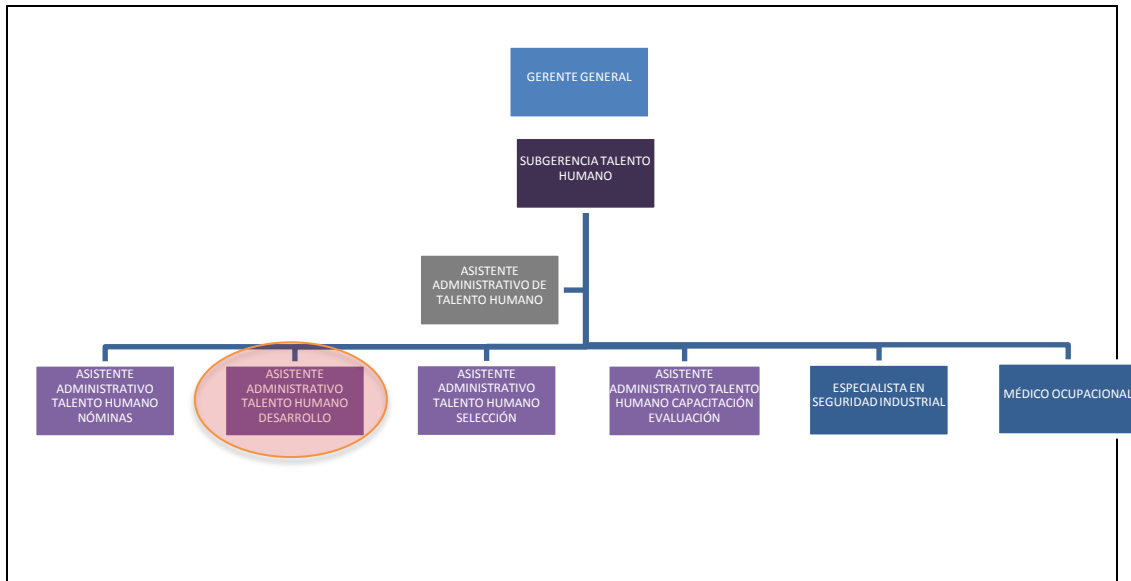 GERENTE GENERAL
SUBGERENCIA TALENTO
HUMANO
ASISTENTE
ADMINISTRATIVO DE
TALENTO HUMANO
ASISTENTE
ADMINISTRATIVO
TALENTO HUMANO
NÓMINAS
ASISTENTE
ADMINISTRATIVO
TALENTO HUMANO
DESARROLLO
ASISTENTE
ADMINISTRATIVO
TALENTO HUMANO
SELECCIÓN
ASISTENTE
ADMINISTRATIVO TALENTO
HUMANO CAPACITACIÓN
EVALUACIÓN
ESPECIALISTA EN
SEGURIDAD INDUSTRIAL
MÉDICO OCUPACIONAL